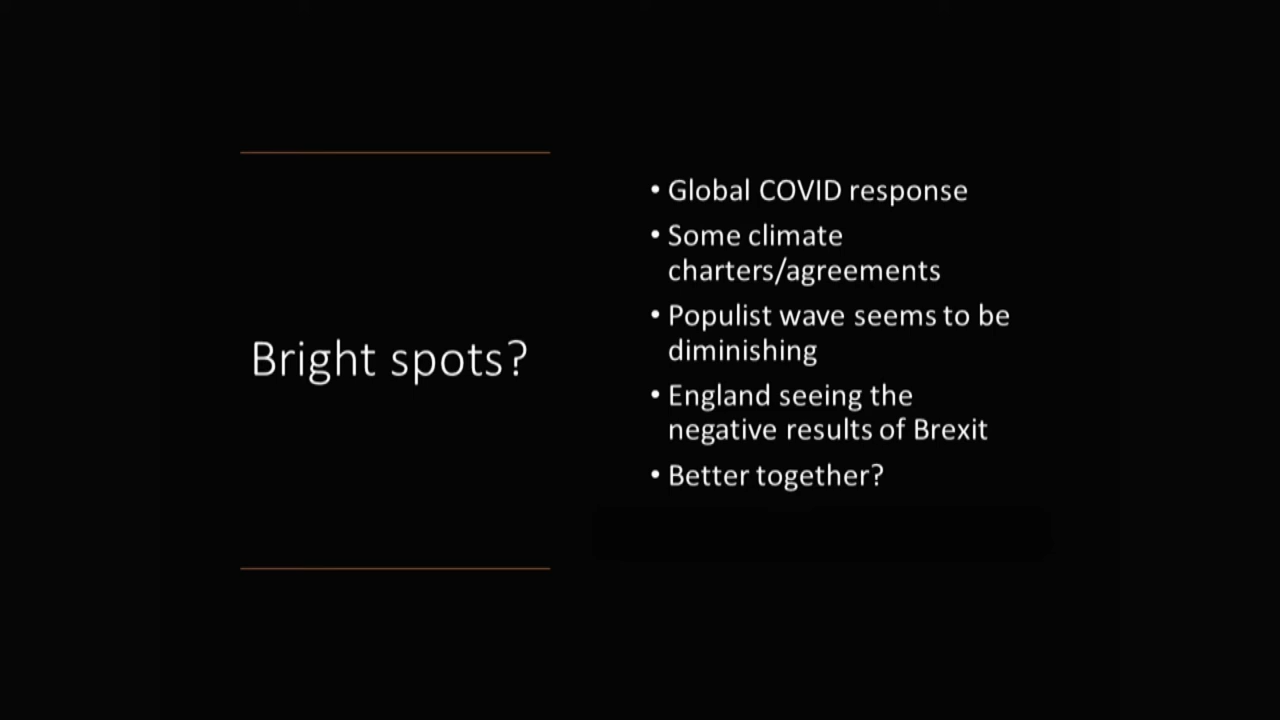 Bright spots?
• Global COVID response
• Some climate
charters/agreements
• Populist wave seems to be
diminishing
• England seeing the
negative results of Brexit
• Better together?